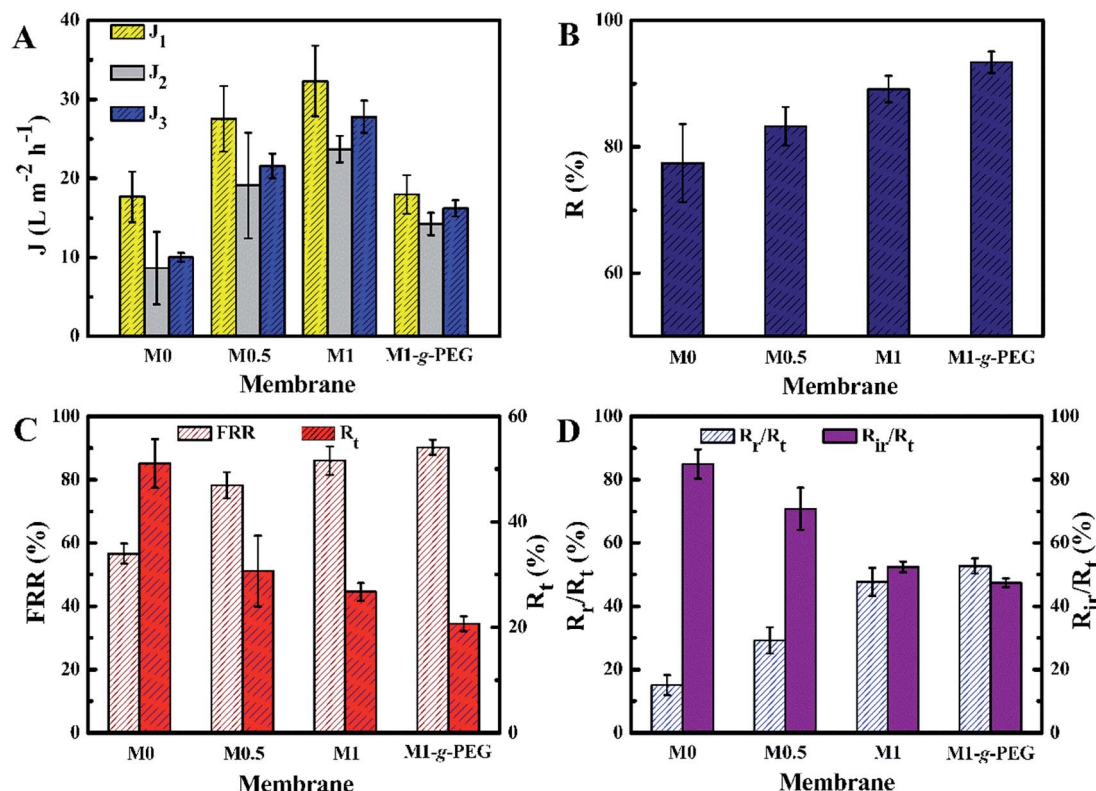 A
J₁
J₂
J₃
J (L m⁻² h⁻¹)
40
30
20
10
0
M0 M0.5 M1 M1-g-PEG
Membrane
B
R (%)
100
80
60
M0 M0.5 M1 M1-g-PEG
Membrane
C
FRR Rₜ
FRR (%)
100
80
60
40
20
0
Rₜ (%)
60
40
20
0
M0 M0.5 M1 M1-g-PEG
Membrane
D
Rᵣ/Rₜ Rᵢᵣ/Rₜ
Rᵣ/Rₜ (%)
100
80
60
40
20
0
Rᵢᵣ/Rₜ (%)
100
80
60
40
20
0
M0 M0.5 M1 M1-g-PEG
Membrane